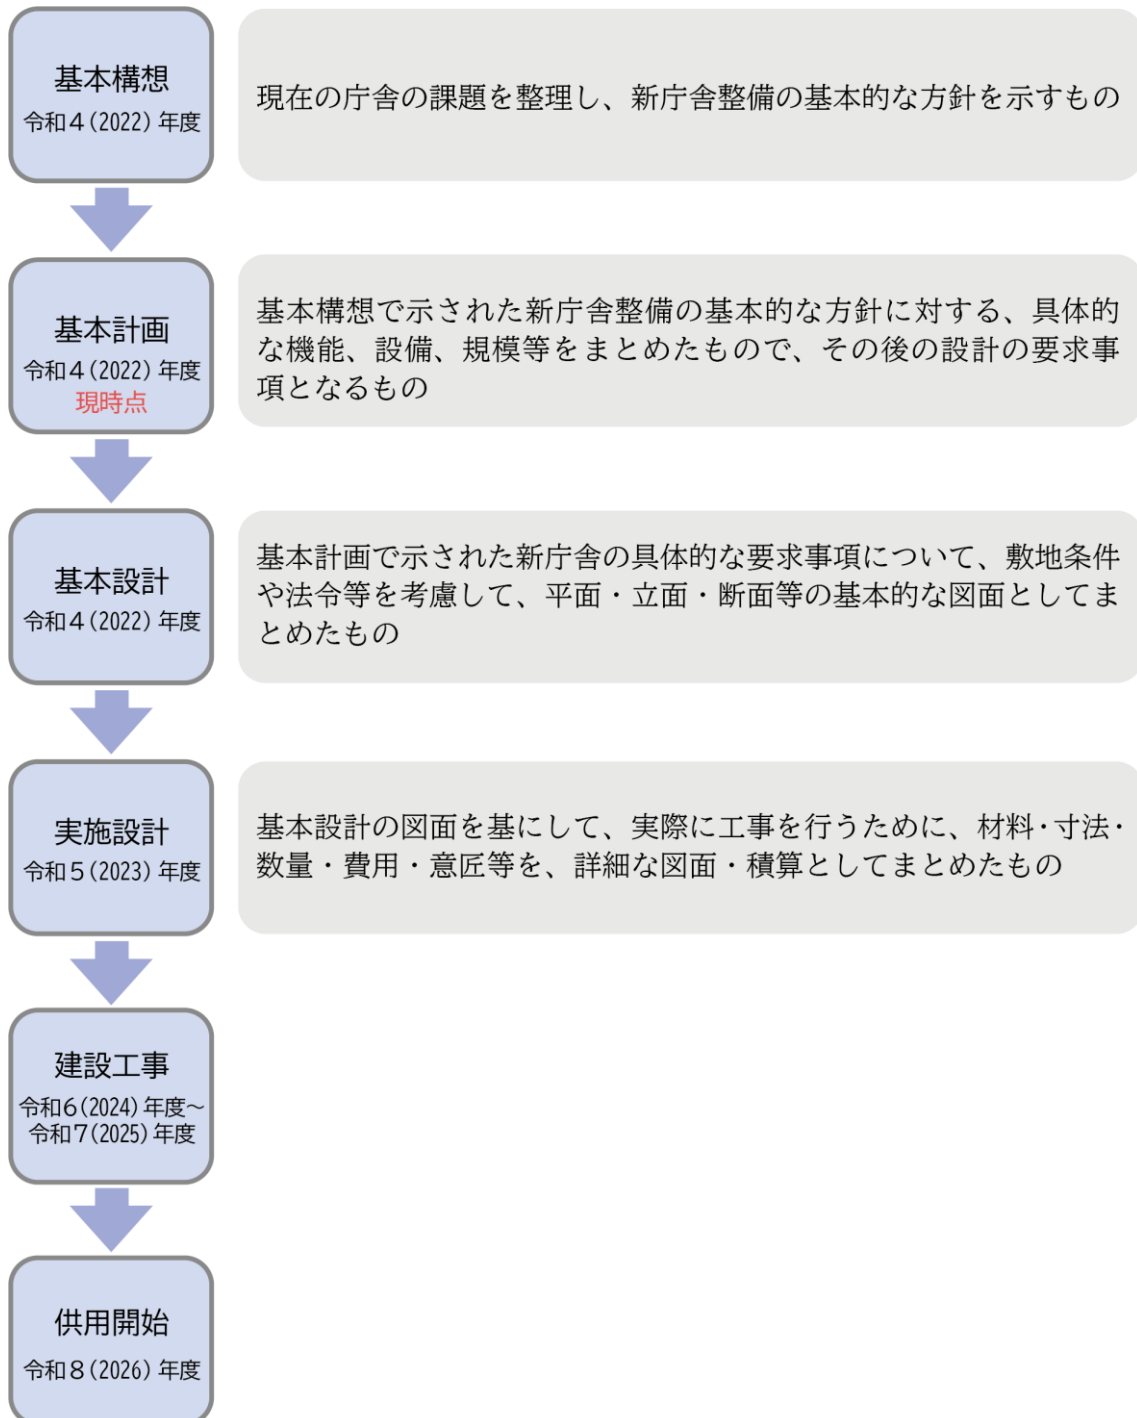 基本構想
令和4(2022)年度
現在の庁舎の課題を整理し、新庁舎整備の基本的な方針を示すもの
基本計画
令和4(2022)年度
現時点
基本構想で示された新庁舎整備の基本的な方針に対する、具体的
な機能、設備、規模等をまとめたもので、その後の設計の要求事
項となるもの
基本設計
令和4(2022)年度
基本計画で示された新庁舎の具体的な要求事項について、敷地条件
や法令等を考慮して、平面・立面・断面等の基本的な図面としてま
とめたもの
実施設計
令和5(2023)年度
基本設計の図面を基にして、実際に工事を行うために、材料・寸法・
数量・費用・意匠等を、詳細な図面・積算としてまとめたもの
建設工事
令和6(2024)年度～
令和7(2025)年度
供用開始
令和8(2026)年度